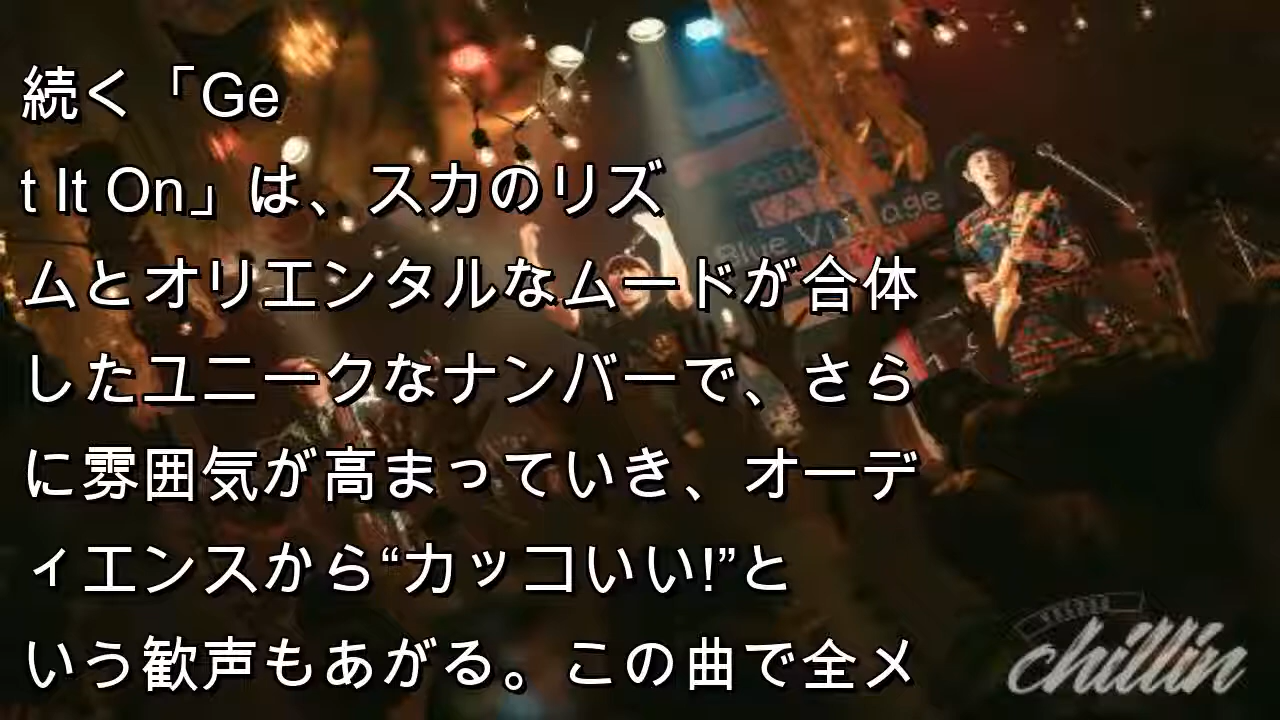 続く「Ge
t It On」は、スカのリズ
ムとオリエンタルなムードが合体
したユニークなナンバーで、さら
に雰囲気が高まっていき、オーデ
ィエンスから“カッコいい!”と
いう歓声もあがる。この曲で全メ
chillin